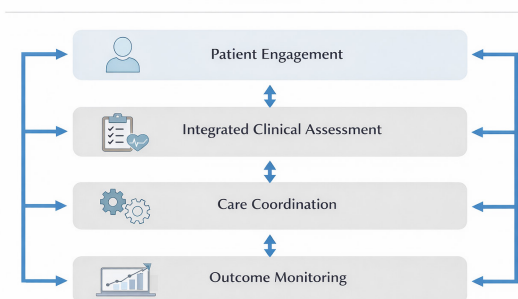 Patient Engagement
Integrated Clinical Assessment
Care Coordination
Outcome Monitoring